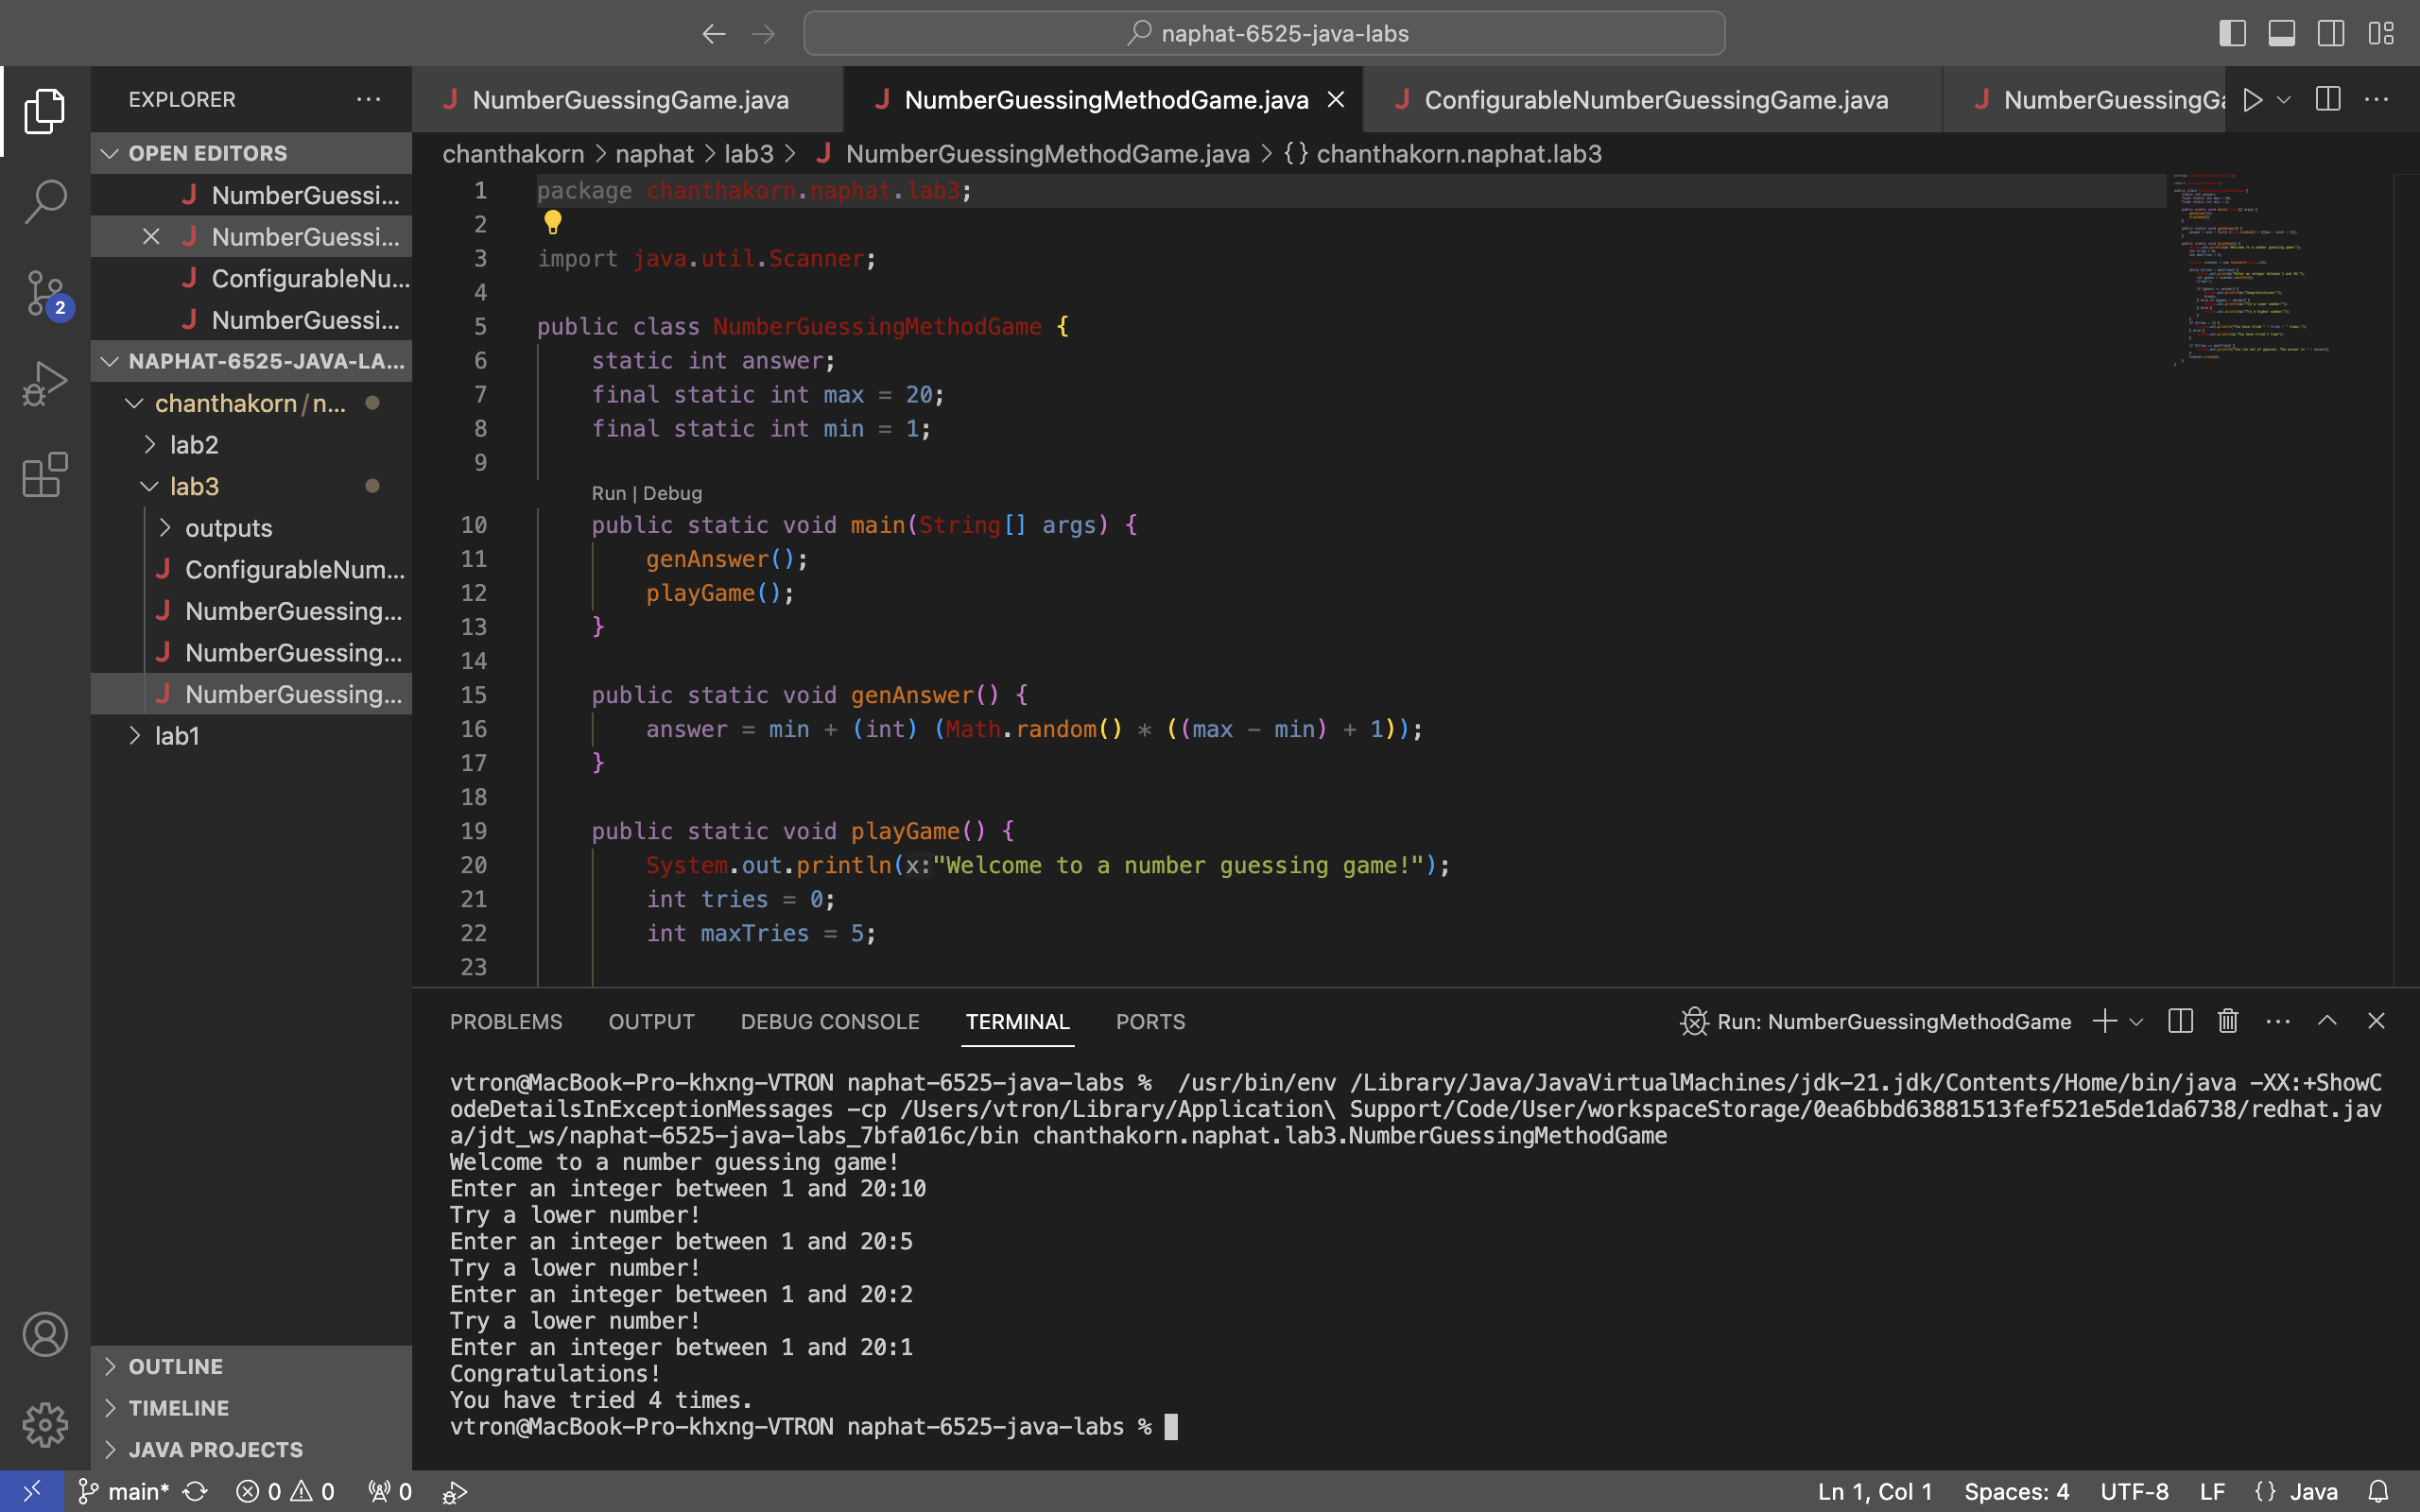 naphat-6525-java-labs
EXPLORER
NumberGuessingGame.java
NumberGuessingMethodGame.java
ConfigurableNumberGuessingGame.java
NumberGuessingGa
OPEN EDITORS
NumberGuessi...
NumberGuessi...
ConfigurableNu...
NumberGuessi...
NAPHAT-6525-JAVA-LA...
chanthakorn/n...
lab2
lab3
outputs
ConfigurableNum...
NumberGuessing...
NumberGuessing...
NumberGuessing...
lab1
OUTLINE
TIMELINE
JAVA PROJECTS
2
chanthakorn > naphat > lab3 > NumberGuessingMethodGame.java > {} chanthakorn.naphat.lab3
1 package chanthakorn.naphat.lab3;
2
3 import java.util.Scanner;
4
5 public class NumberGuessingMethodGame {
6 static int answer;
7 final static int max = 20;
8 final static int min = 1;
9
Run | Debug
10 public static void main(String[] args) {
11 genAnswer();
12 playGame();
13 }
14
15 public static void genAnswer() {
16 answer = min + (int) (Math.random() * ((max - min) + 1));
17 }
18
19 public static void playGame() {
20 System.out.println(x:"Welcome to a number guessing game!");
21 int tries = 0;
22 int maxTries = 5;
23
PROBLEMS OUTPUT DEBUG CONSOLE TERMINAL PORTS
Run: NumberGuessingMethodGame
vtron@MacBook-Pro-khxng-VTRON naphat-6525-java-labs %  /usr/bin/env /Library/Java/JavaVirtualMachines/jdk-21.jdk/Contents/Home/bin/java -XX:+ShowC
odeDetailsInExceptionMessages -cp /Users/vtron/Library/Application\ Support/Code/User/workspaceStorage/0ea6bbd63881513fef521e5de1da6738/redhat.jav
a/jdt_ws/naphat-6525-java-labs_7bfa016c/bin chanthakorn.naphat.lab3.NumberGuessingMethodGame
Welcome to a number guessing game!
Enter an integer between 1 and 20:10
Try a lower number!
Enter an integer between 1 and 20:5
Try a lower number!
Enter an integer between 1 and 20:2
Try a lower number!
Enter an integer between 1 and 20:1
Congratulations!
You have tried 4 times.
vtron@MacBook-Pro-khxng-VTRON naphat-6525-java-labs %
main* 0 0 0
Ln 1, Col 1 Spaces: 4 UTF-8 LF {} Java